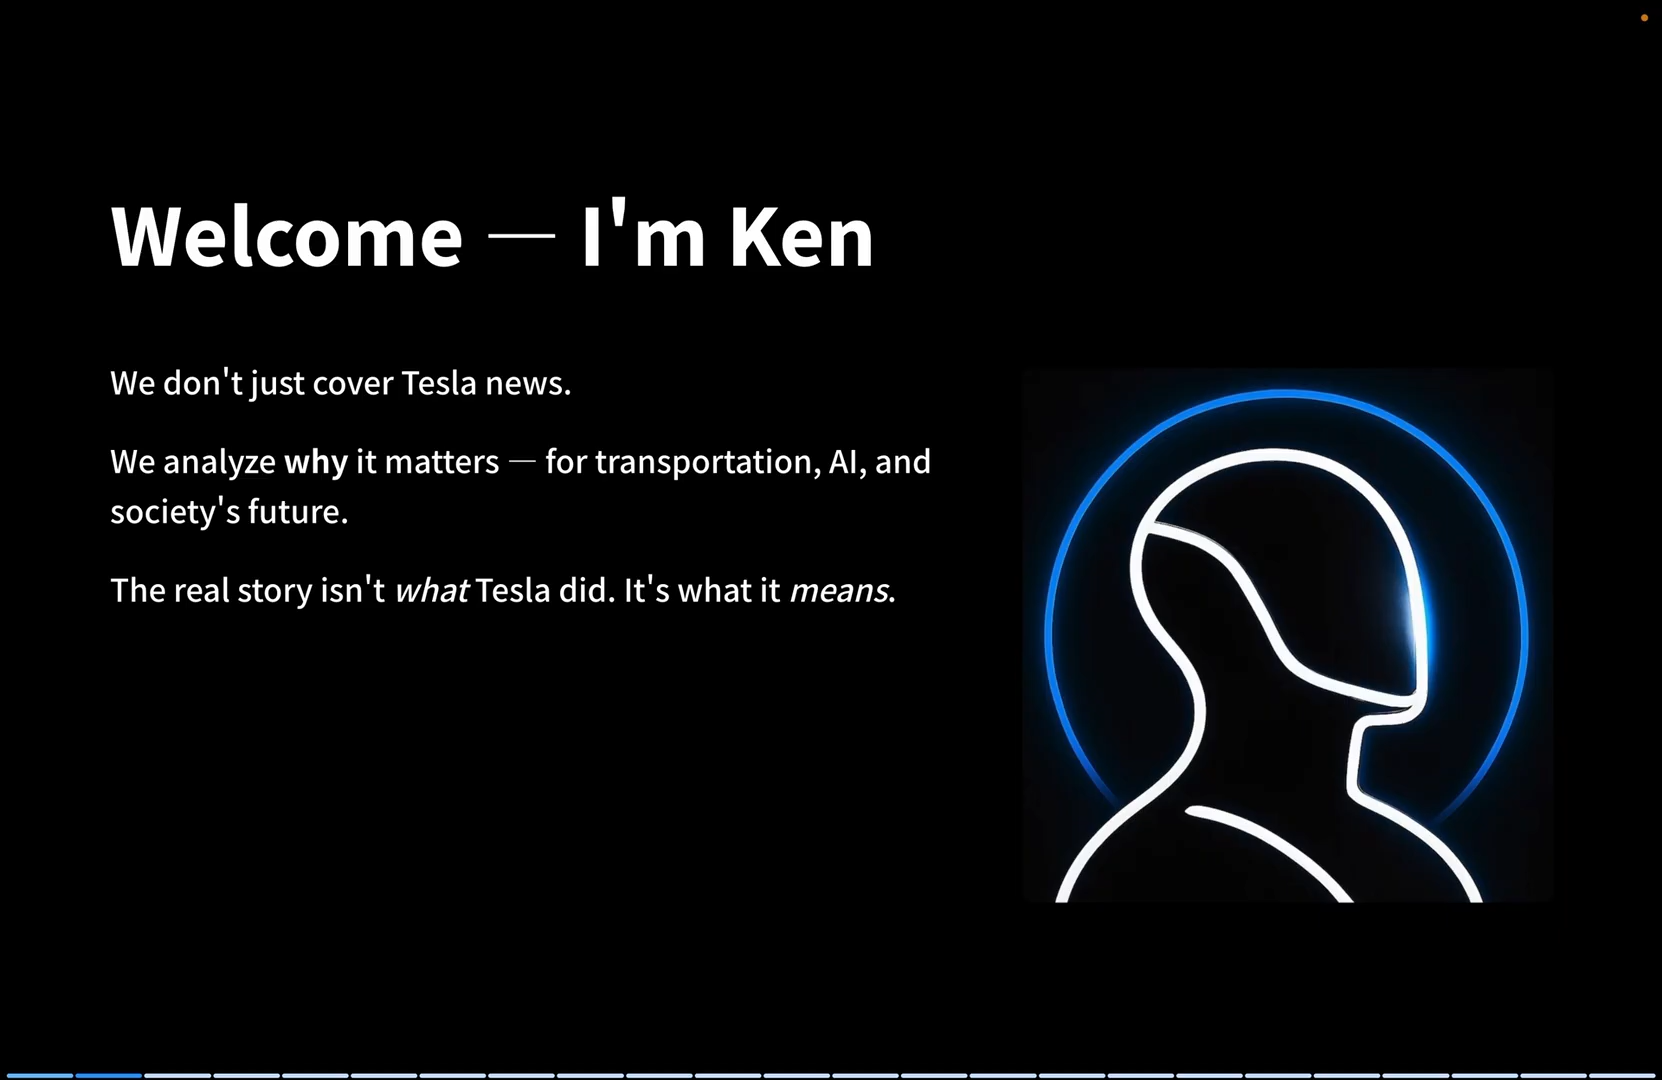 Welcome — I'm Ken
We don't just cover Tesla news.
We analyze why it matters — for transportation, AI, and
society's future.
The real story isn't what Tesla did. It's what it means.